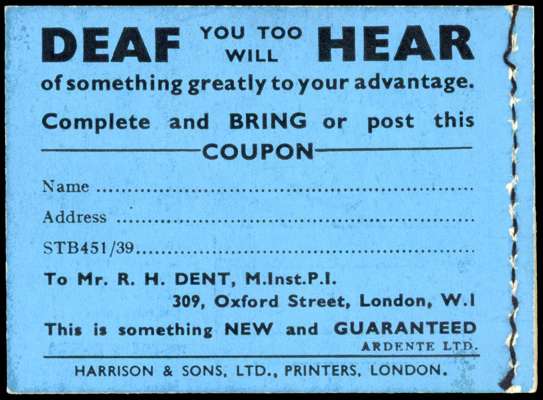 DEAF YOU TOO WILL HEAR
of something greatly to your advantage.
Complete and BRING or post this
COUPON
Name
Address
STB451/39
To Mr. R. H. DENT, M.Inst.P.I.
309, Oxford Street, London, W.1
This is something NEW and GUARANTEED
ARDENTE LTD.
HARRISON & SONS, LTD., PRINTERS, LONDON.